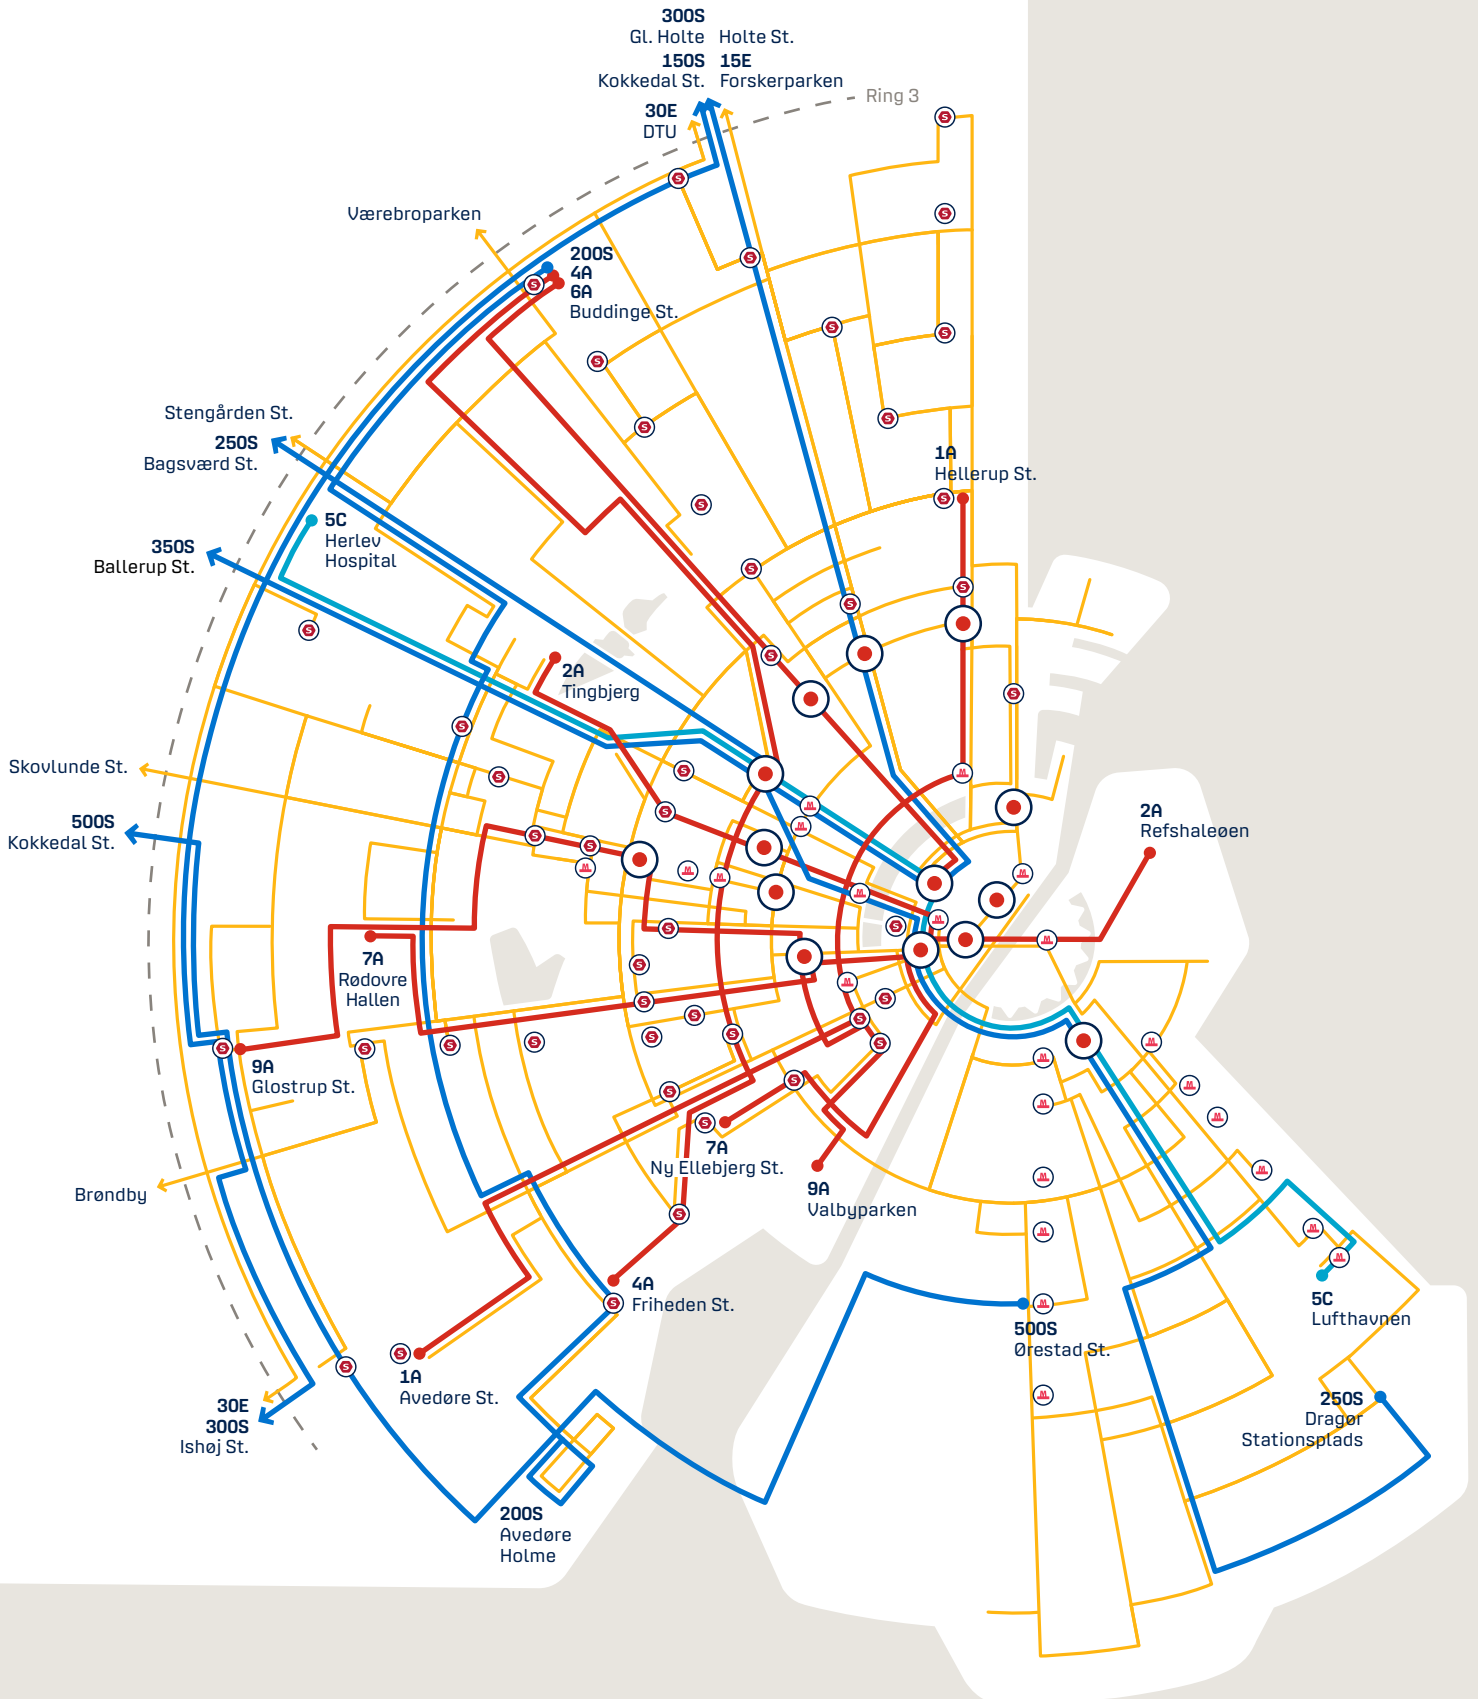 300S
Gl. Holte
Holte St.
150S
15E
Kokkedal St.
Forskerparken
30E
DTU
Ring 3
Værebroparken
200S
4A
6A
Buddinge St.
Stengården St.
250S
Bagsværd St.
1A
Hellerup St.
5C
Herlev
Hospital
350S
Ballerup St.
2A
Tingbjerg
Skovlunde St.
500S
Kokkedal St.
2A
Refshaleøen
7A
Rødovre
Hallen
9A
Glostrup St.
7A
Ny Ellebjerg St.
Brøndby
9A
Valbyparken
4A
Friheden St.
5C
Lufthavnen
500S
Ørestad St.
1A
Avedøre St.
250S
Dragør
Stationsplads
30E
300S
Ishøj St.
200S
Avedøre
Holme